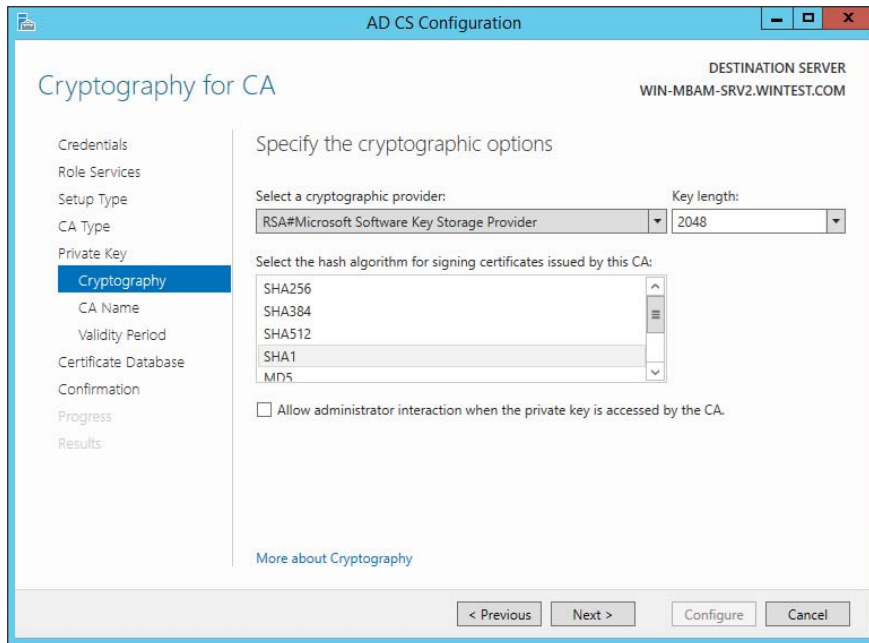 AD CS Configuration
Cryptography for CA
DESTINATION SERVER
WIN-MBAM-SRV2.WINTEST.COM
Credentials
Role Services
Setup Type
CA Type
Private Key
Cryptography
CA Name
Validity Period
Certificate Database
Confirmation
Progress
Results
Specify the cryptographic options
Select a cryptographic provider:
Key length:
RSA#Microsoft Software Key Storage Provider
2048
Select the hash algorithm for signing certificates issued by this CA:
SHA256
SHA384
SHA512
SHA1
MD5
Allow administrator interaction when the private key is accessed by the CA.
More about Cryptography
< Previous
Next >
Configure
Cancel